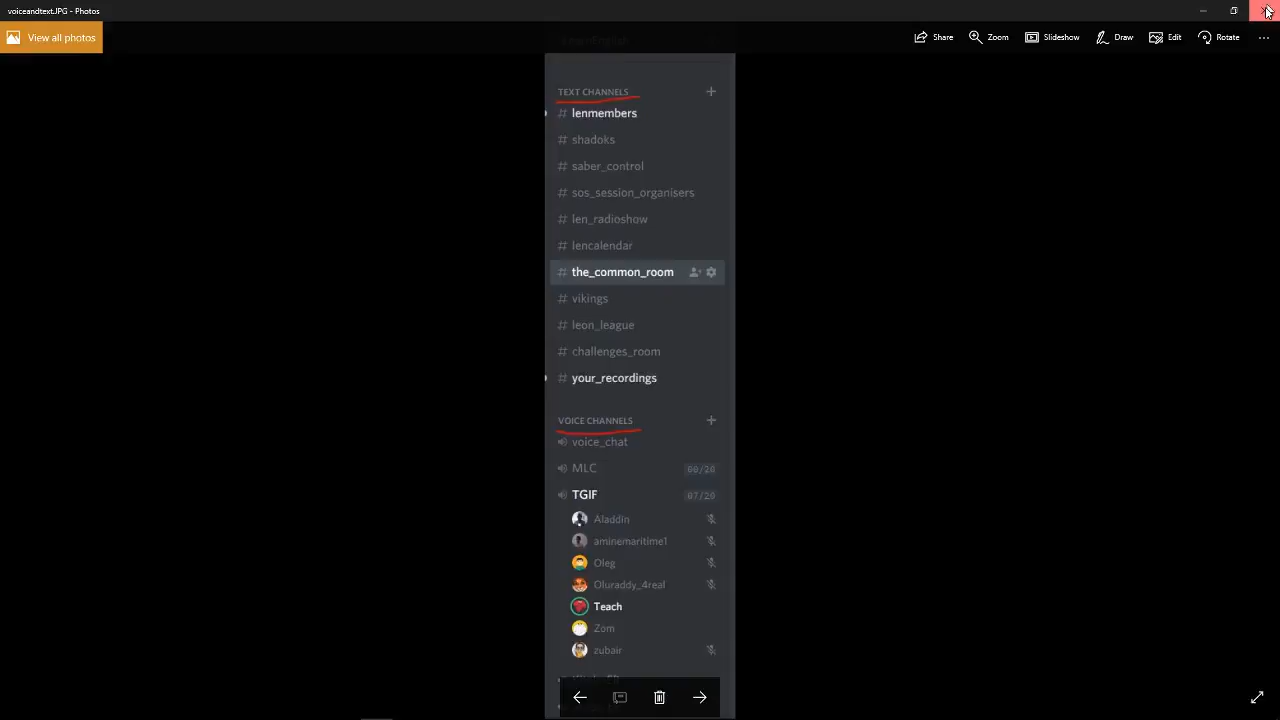 voiceandtext.JPG - Photos
View all photos
Share
Zoom
Slideshow
Draw
Edit
Rotate
TEXT CHANNELS
# lenmembers
# shadoks
# saber_control
# sos_session_organisers
# len_radioshow
# lencalendar
# the_common_room
# vikings
# leon_league
# challenges_room
# your_recordings
VOICE CHANNELS
voice_chat
MLC 00/20
TGIF 07/20
Aladdin
aminemaritime1
Oleg
Oluraddy_4real
Teach
Zom
zubair